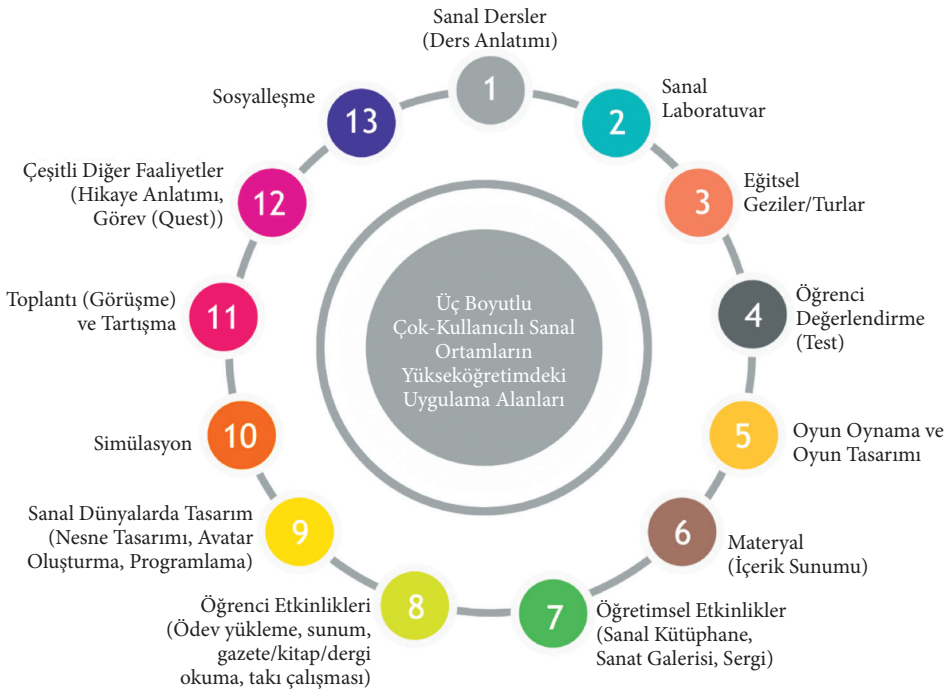 Üç Boyutlu
Çok-Kullanıcılı Sanal
Ortamların
Yükseköğretimdeki
Uygulama Alanları
1
Sanal Dersler
(Ders Anlatımı)
2
Sanal
Laboratuvar
3
Eğitsel
Geziler/Turlar
4
Öğrenci
Değerlendirme
(Test)
5
Oyun Oynama ve
Oyun Tasarımı
6
Materyal
(İçerik Sunumu)
7
Öğretimsel Etkinlikler
(Sanal Kütüphane,
Sanat Galerisi, Sergi)
8
Öğrenci Etkinlikleri
(Ödev yükleme, sunum,
gazete/kitap/dergi
okuma, takı çalışması)
9
Sanal Dünyalarda Tasarım
(Nesne Tasarımı, Avatar
Oluşturma, Programlama)
10
Simülasyon
11
Toplantı (Görüşme)
ve Tartışma
12
Çeşitli Diğer Faaliyetler
(Hikaye Anlatımı,
Görev (Quest))
13
Sosyalleşme